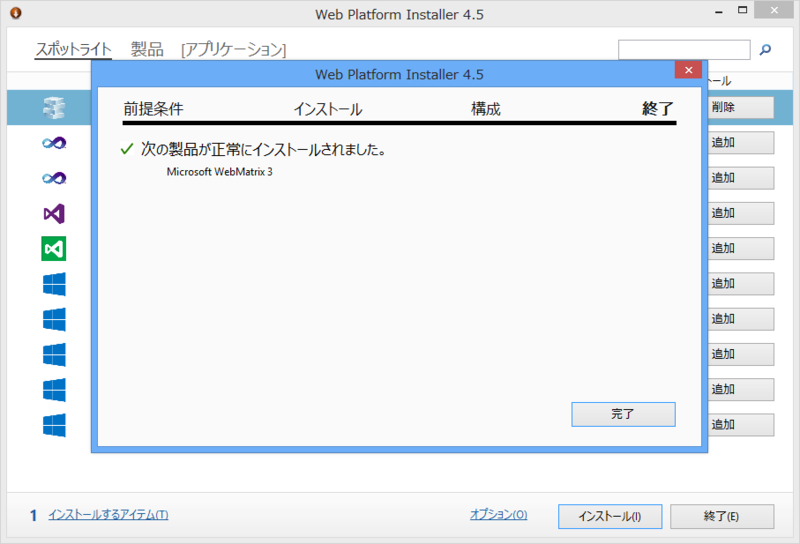 Web Platform Installer 4.5
スポットライト 製品 [アプリケーション]
Web Platform Installer 4.5
前提条件 インストール 構成 終了
✓ 次の製品が正常にインストールされました。
Microsoft WebMatrix 3
完了
削除
追加
追加
追加
追加
追加
追加
追加
追加
追加
1 インストールするアイテム(T) オプション(O) インストール(I) 終了(E)